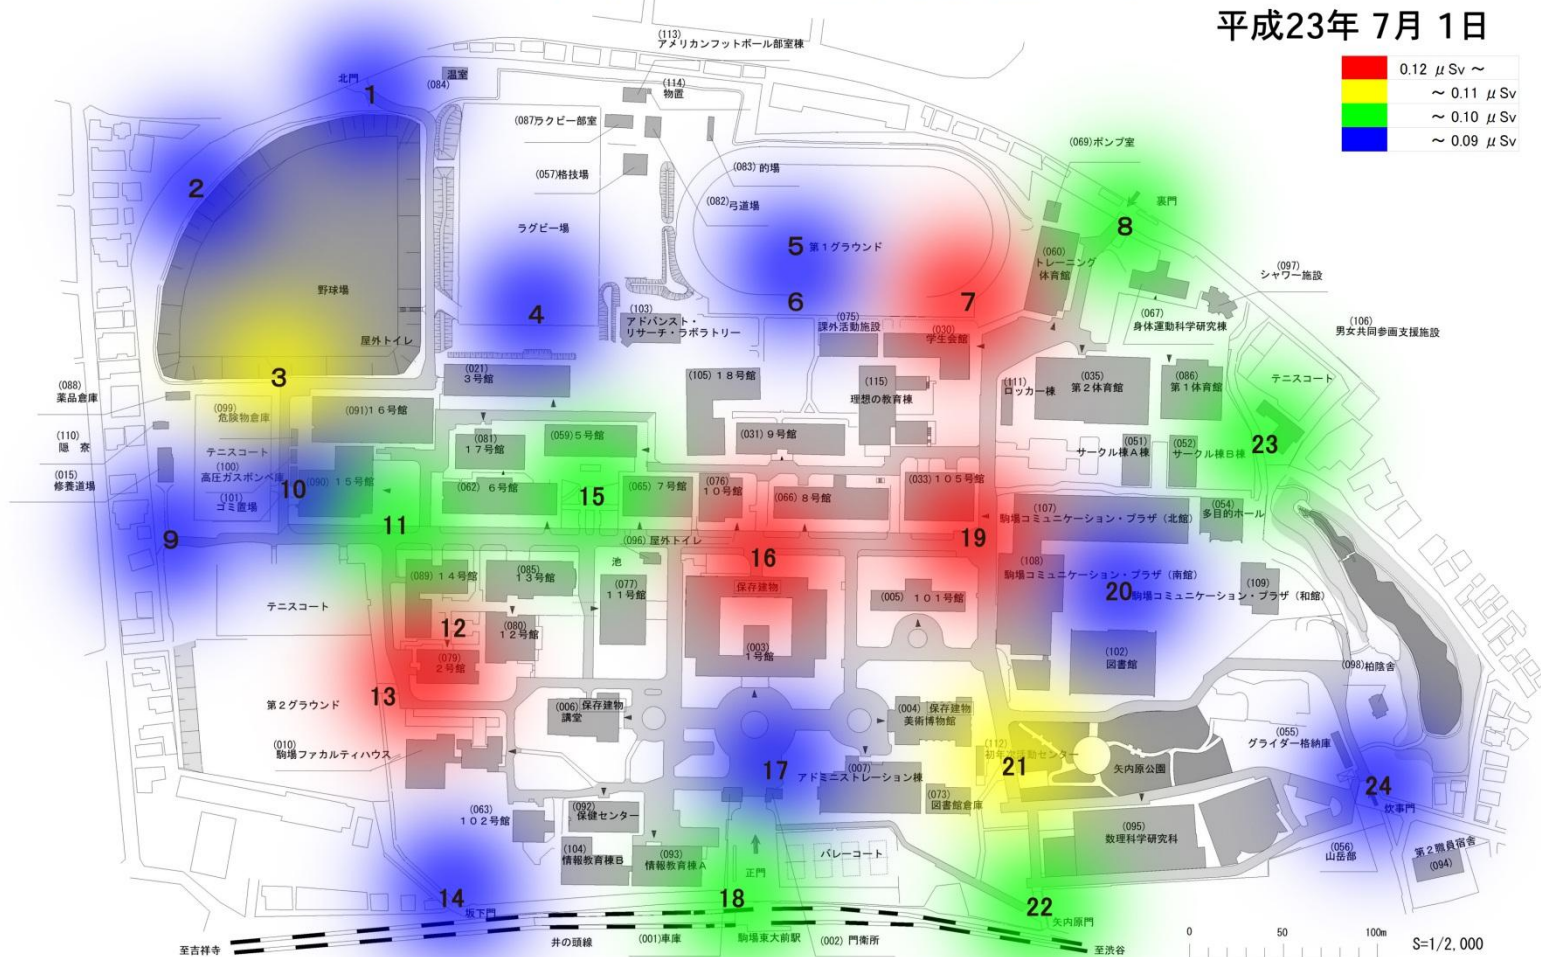 平成23年 7月 1日
0.12 μSv ～
～ 0.11 μSv
～ 0.10 μSv
～ 0.09 μSv
(113)
アメリカンフットボール部室棟
北門
1
(084)
温室
(114)
物置
(087)ラクビー部室
(069)ポンプ室
(057)格技場
(083)的場
(082)弓道場
2
裏門
8
ラグビー場
5
第1グラウンド
(060)
トレーニング
体育館
(097)
シャワー施設
野球場
4
6
7
(103)
アドバンスト・
リサーチ・ラボラトリー
(075)
課外活動施設
(030)
学生会館
(067)
身体運動科学研究棟
(106)
男女共同参画支援施設
屋外トイレ
3
(021)
3号館
(105)18号館
(115)
理想の教育棟
(111)
ロッカー棟
(035)
第2体育館
(086)
第1体育館
テニスコート
(088)
薬品倉庫
(099)
危険物倉庫
(091)16号館
(110)
隠 寮
(081)
17号館
(059)5号館
(031)9号館
(051)
サークル棟A棟
(052)
サークル棟B棟
23
テニスコート
(015)
修養道場
(100)
高圧ガスボンベ庫
(101)
ゴミ置場
10
(090)15号館
(062)6号館
15
(065)7号館
(076)
10号館
(066)8号館
(033)105号館
(107)
駒場コミュニケーション・プラザ(北館)
(054)
多目的ホール
9
11
(096)屋外トイレ
16
19
池
(089)14号館
(085)
13号館
(077)
11号館
保存建物
(005) 101号館
(108)
駒場コミュニケーション・プラザ(南館)
20
駒場コミュニケーション・プラザ(和館)
(109)
テニスコート
12
(080)
12号館
(079)
2号館
(003)
1号館
(102)
図書館
(098)柏陰舎
13
第2グラウンド
(006)
保存建物
講堂
(004)
保存建物
美術博物館
(010)
駒場ファカルティハウス
17
(007)
アドミニストレーション棟
(112)
初年次活動センター
21
矢内原公園
(055)
グライダー格納庫
24
炊事門
(063)
102号館
(092)
保健センター
(073)
図書館倉庫
(095)
数理科学研究科
(104)
情報教育棟B
(093)
情報教育棟A
正門
バレーコート
(056)
山岳部
第2職員宿舎
(094)
14
坂下門
18
22
矢内原門
至吉祥寺
井の頭線
(001)車庫
駒場東大前駅
(002) 門衛所
至渋谷
0
50
100m
S=1/2,000